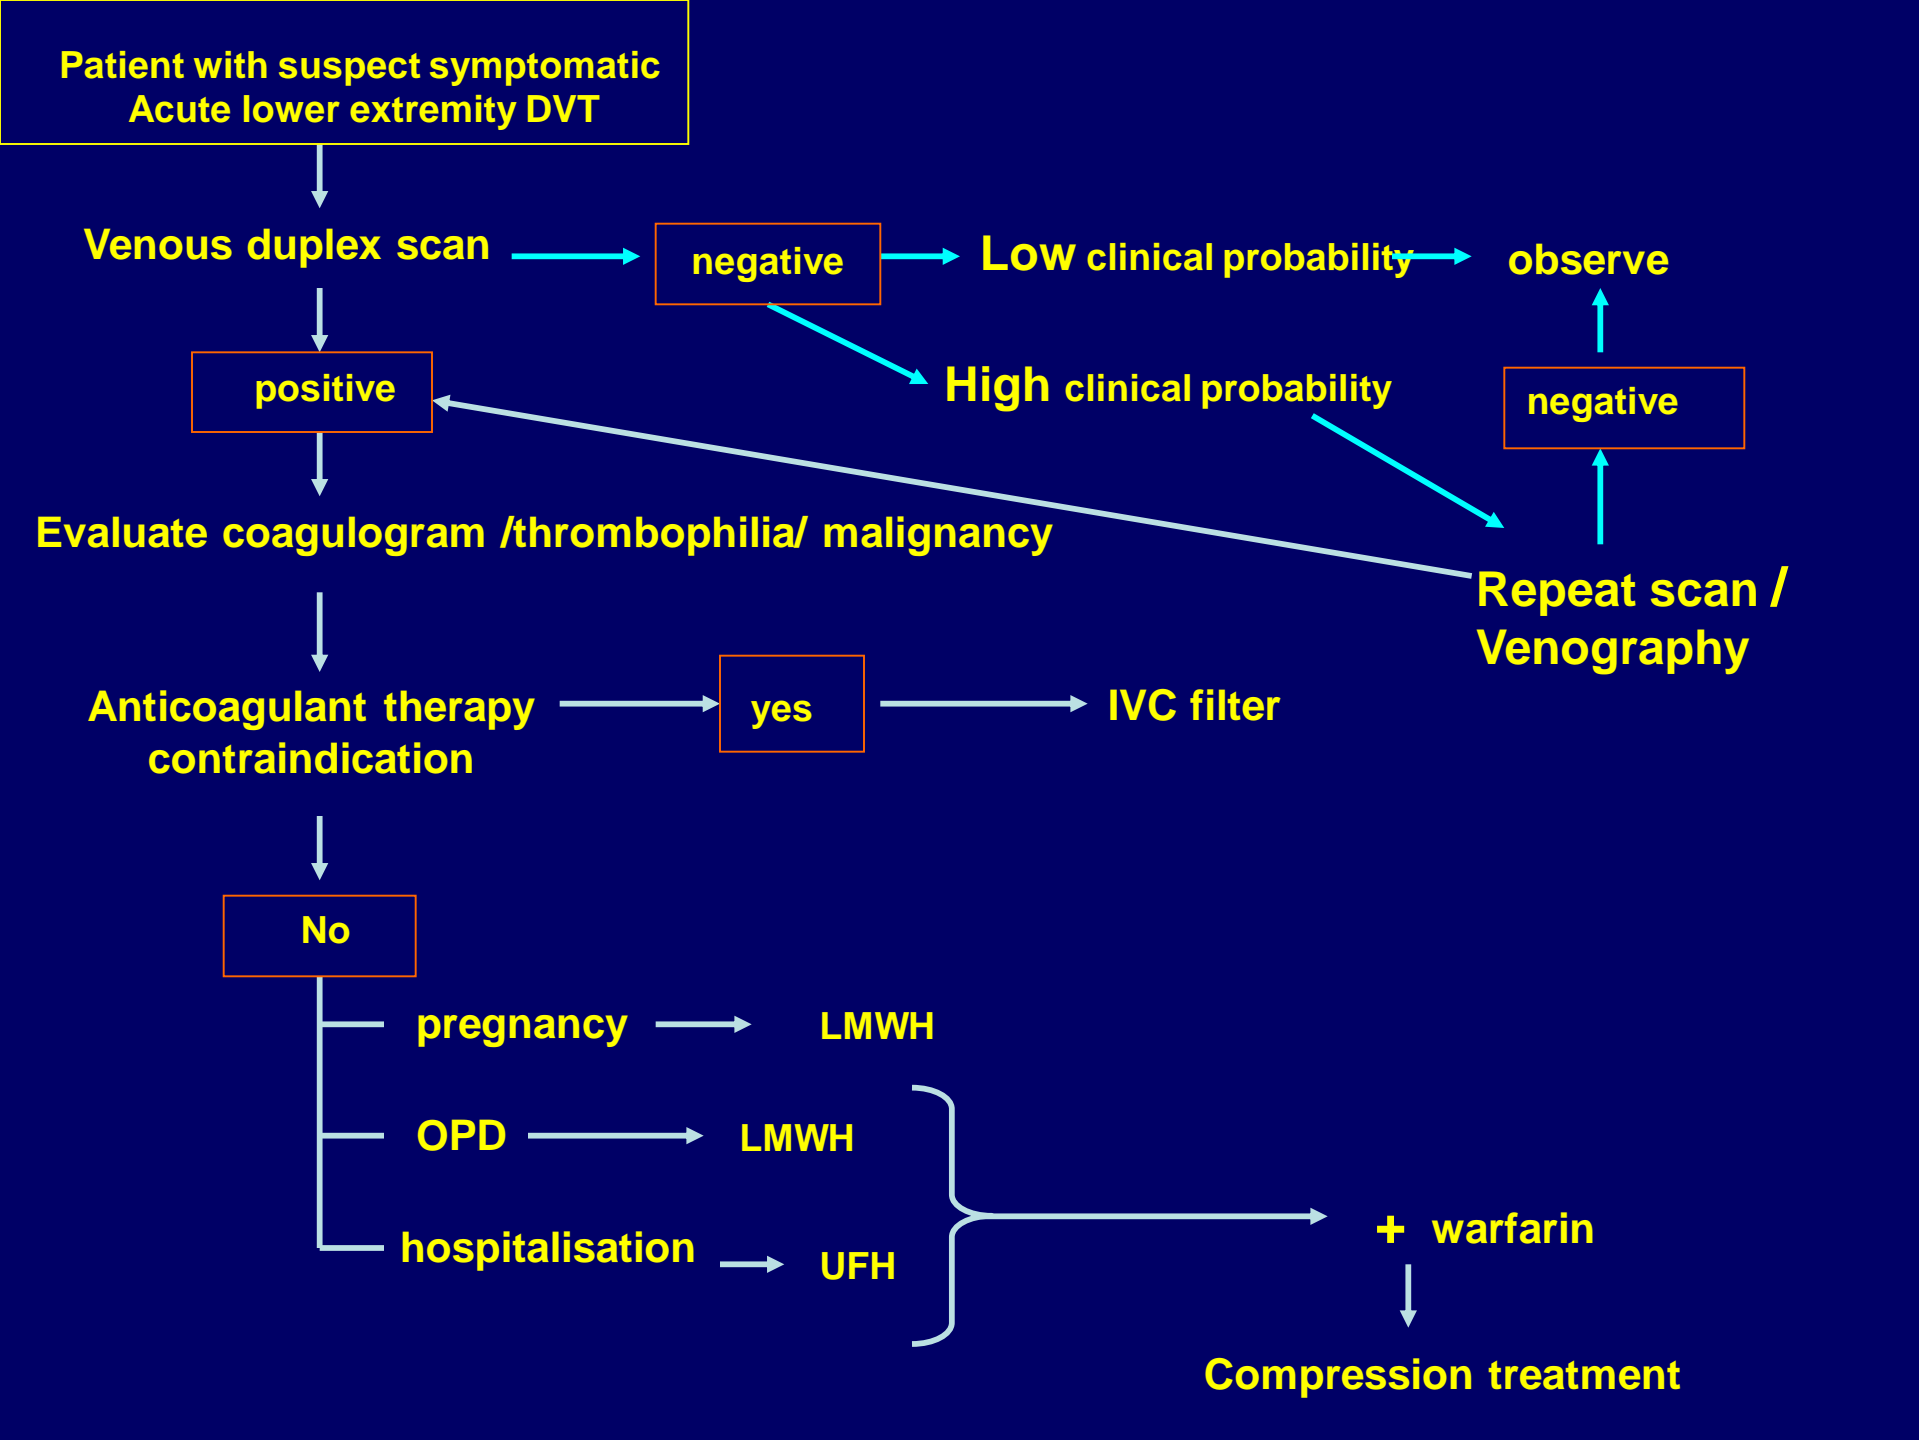 Patient with suspect symptomatic
Acute lower extremity DVT
Venous duplex scan
negative
Low clinical probability
observe
positive
High clinical probability
negative
Evaluate coagulogram /thrombophilia/ malignancy
Repeat scan /
Venography
Anticoagulant therapy
contraindication
yes
IVC filter
No
pregnancy
LMWH
OPD
LMWH
hospitalisation
UFH
+ warfarin
Compression treatment